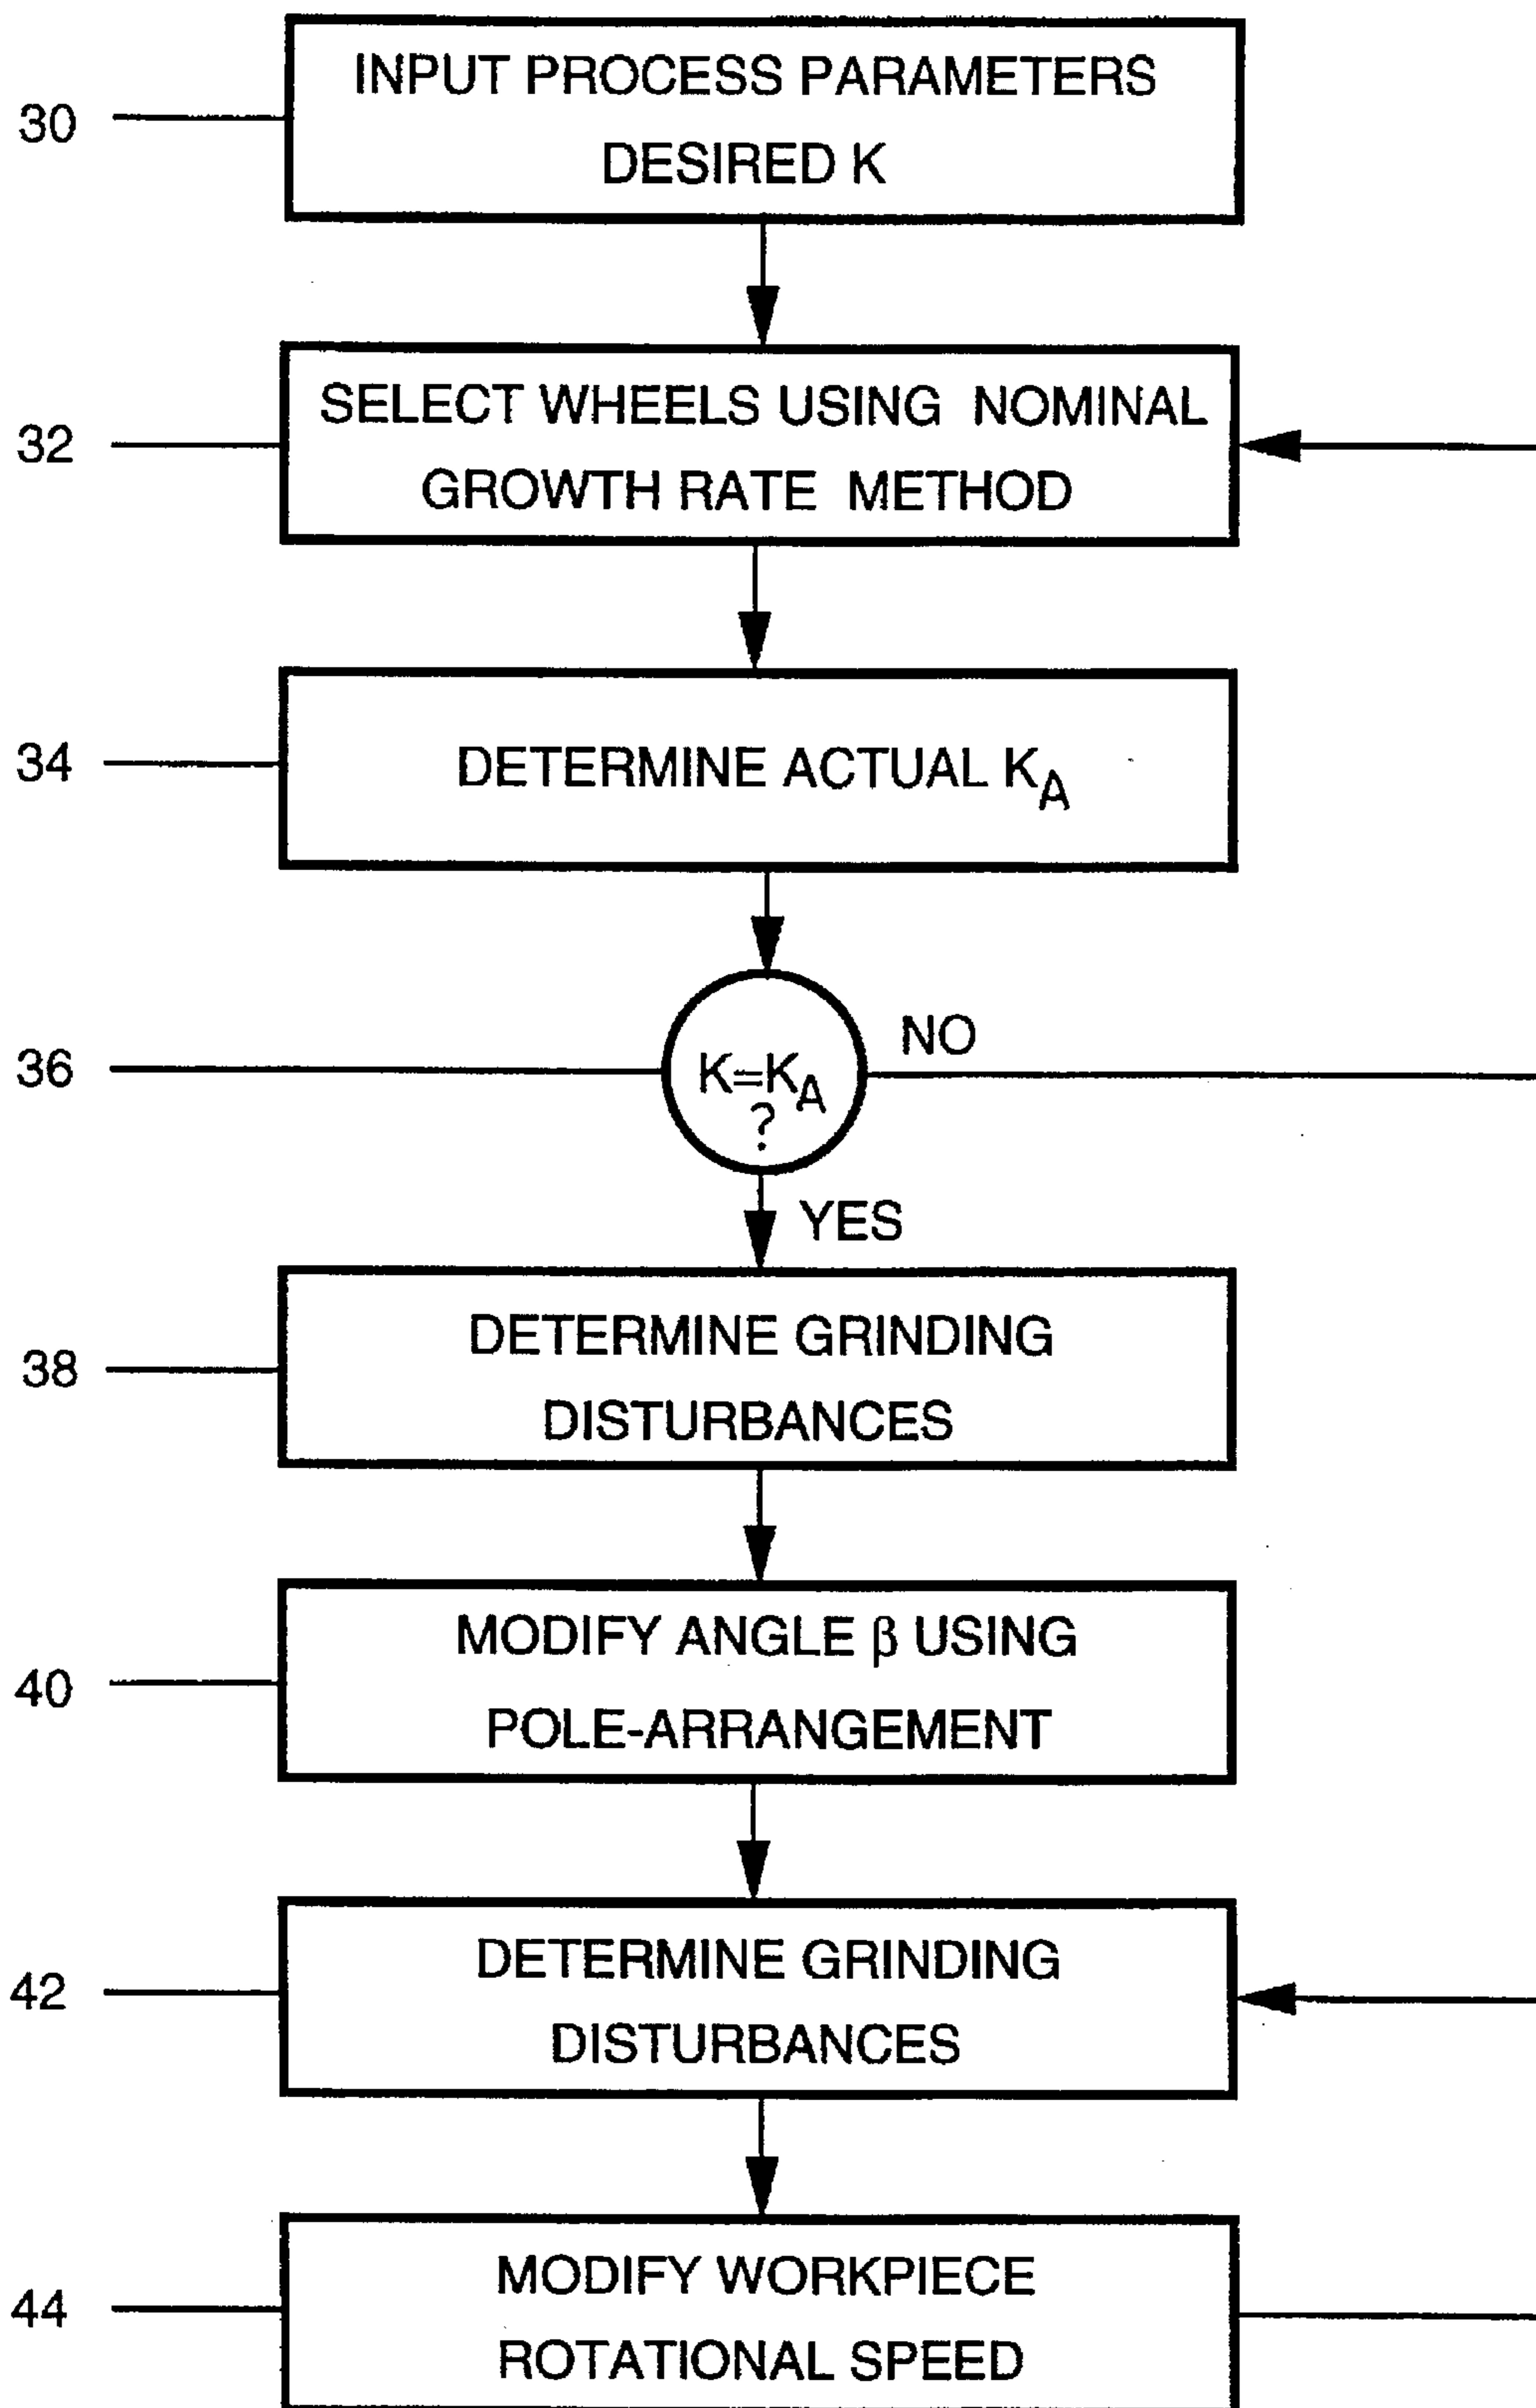 INPUT PROCESS PARAMETERS
30
DESIRED K
SELECT WHEELS USING NOMINAL
32
GROWTH RATE METHOD
34
DETERMINE ACTUAL KA
NO
36
K=KA
?
YES
DETERMINE GRINDING
38
DISTURBANCES
MODIFY ANGLE β USING
40
POLE-ARRANGEMENT
DETERMINE GRINDING
42
DISTURBANCES
MODIFY WORKPIECE
44
ROTATIONAL SPEED